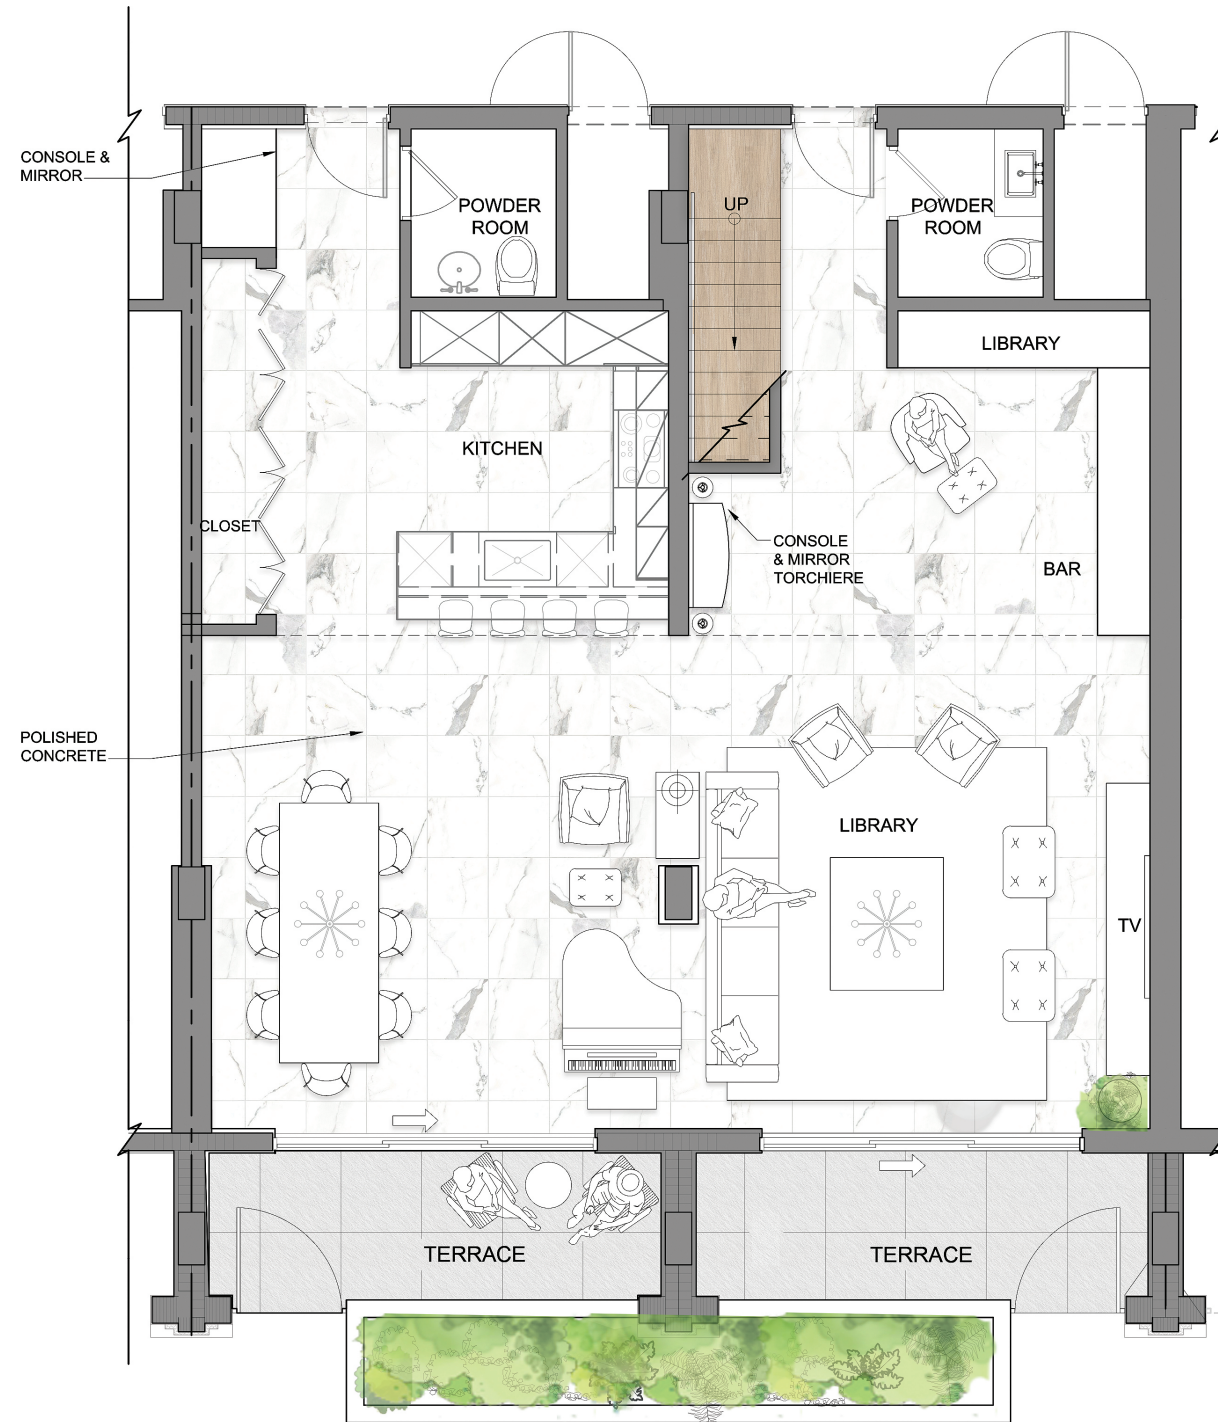 CONSOLE &
MIRROR
POWDER
ROOM
UP
POWDER
ROOM
LIBRARY
KITCHEN
CLOSET
CONSOLE
& MIRROR
TORCHIERE
BAR
POLISHED
CONCRETE
LIBRARY
TV
TERRACE
TERRACE